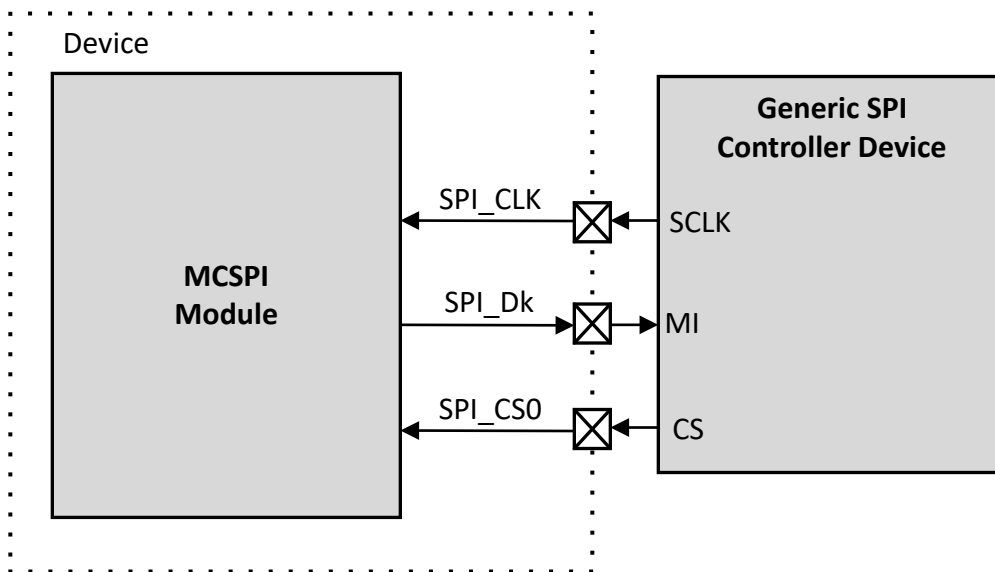 Device
Generic SPI
Controller Device
SPI_CLK
SCLK
MCSPI
Module
SPI_Dk
MI
SPI_CS0
CS